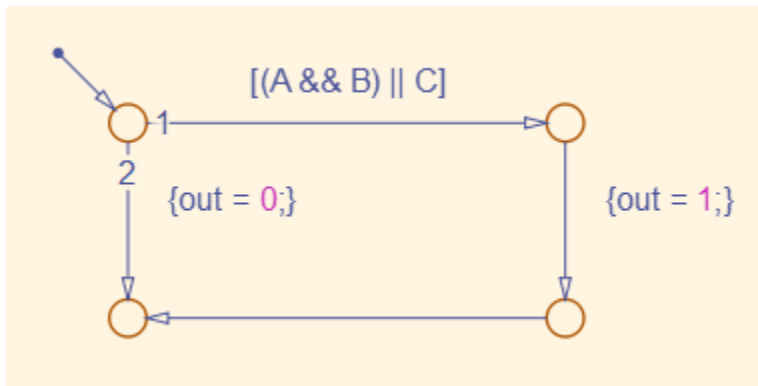 [(A && B) || C]
1
2
{out = 0;}
{out = 1;}